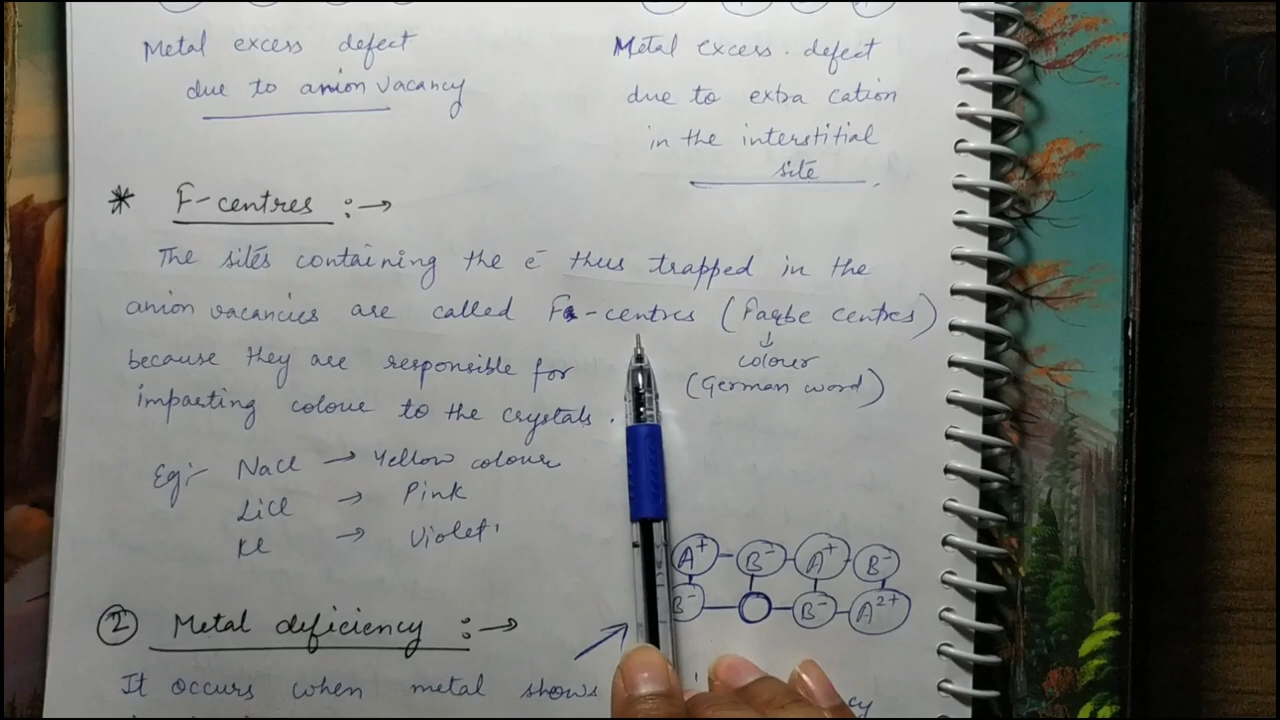 Metal excess defect
due to anion vacancy
Metal excess defect
due to extra cation
in the interstitial
site
* F-centres :→
The sites containing the e⁻ thus trapped in the
anion vacancies are called F-centres (Farbe centres)
↓
colour
(German word)
because they are responsible for
imparting colour to the crystals.
Eg:- NaCl → Yellow colour
LiCl → Pink
KCl → Violet
A⁺ B⁻ A⁺ B⁻
B⁻ B⁻ A²⁺
② Metal deficiency :→
It occurs when metal shows